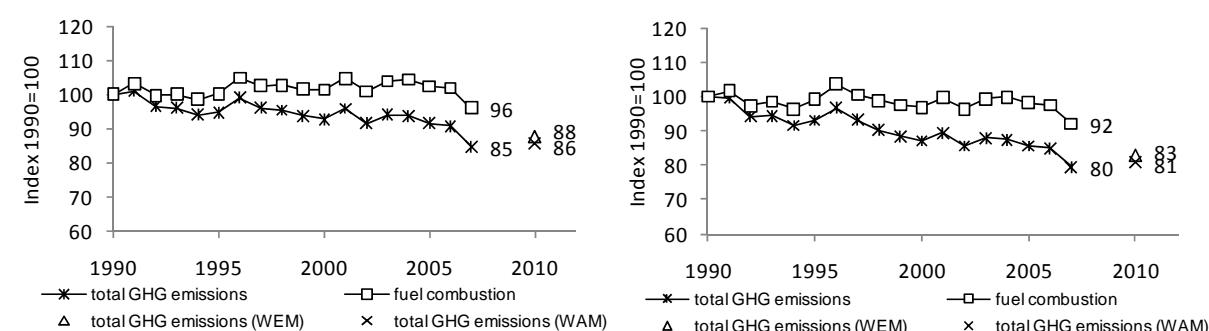 120
110
100
90
80
70
60
Index 1990=100
96
85
88
86
1990 1995 2000 2005 2010
total GHG emissions fuel combustion
total GHG emissions (WEM) total GHG emissions (WAM)
120
110
100
90
80
70
60
Index 1990=100
92
80
83
81
1990 1995 2000 2005 2010
total GHG emissions fuel combustion
total GHG emissions (WEM) total GHG emissions (WAM)